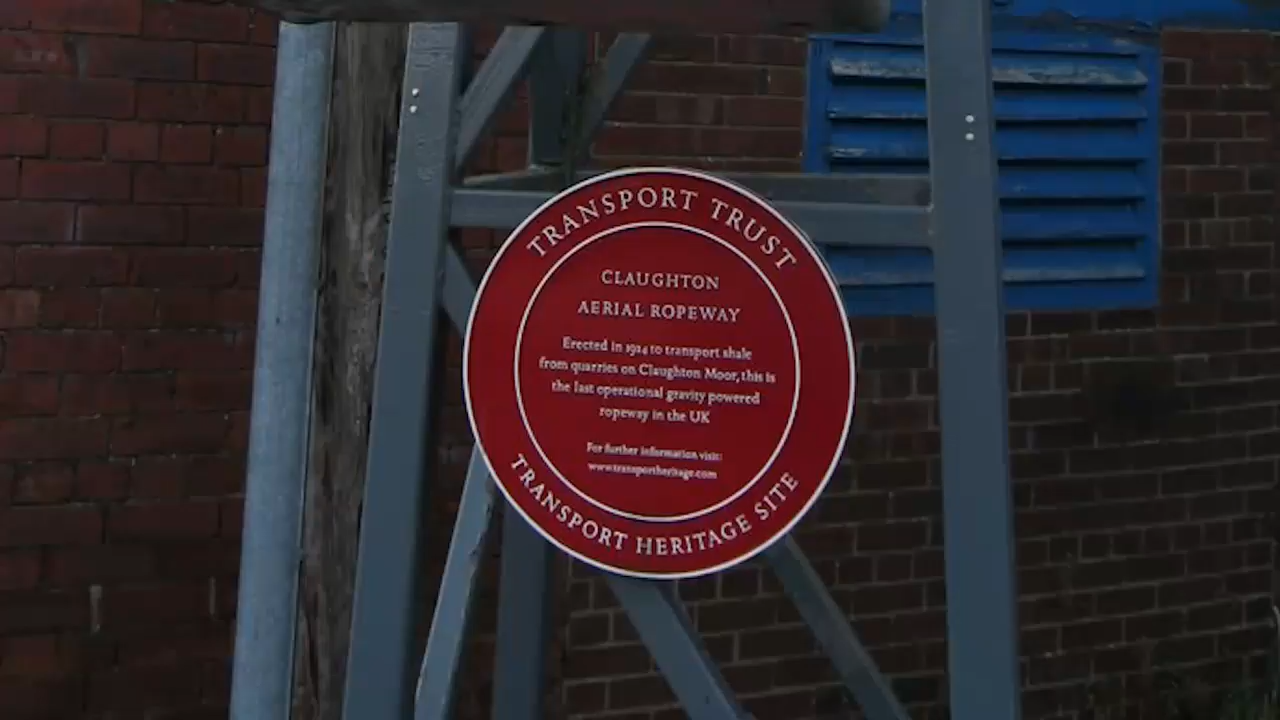 TRANSPORT TRUST
CLAUGHTON
AERIAL ROPEWAY
Erected in 1924 to transport shale
from quarries on Claughton Moor, this is
the last operational gravity powered
ropeway in the UK
For further information visit:
www.transportheritage.com
TRANSPORT HERITAGE SITE